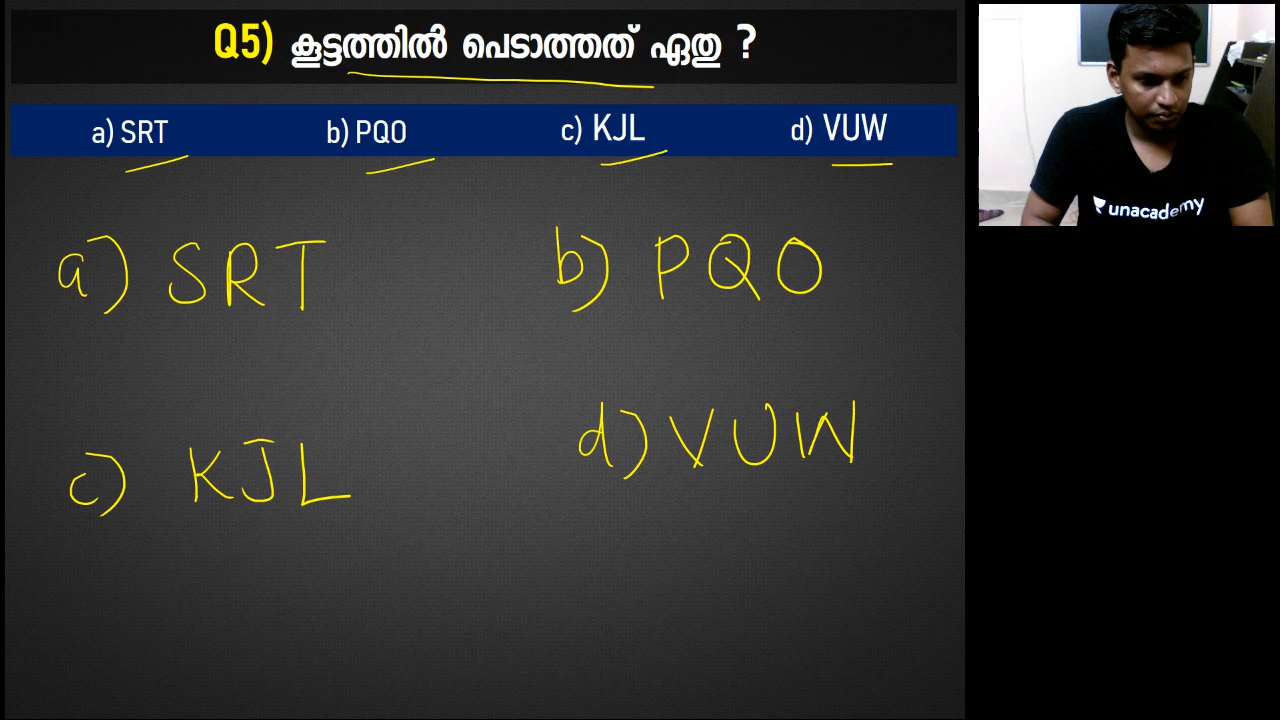 Q5) കൂട്ടത്തിൽ പെടാത്തത് ഏതു ?
a) SRT b) PQO c) KJL d) VUW
unacademy
a) SRT b) PQO
c) KJL d) VUW